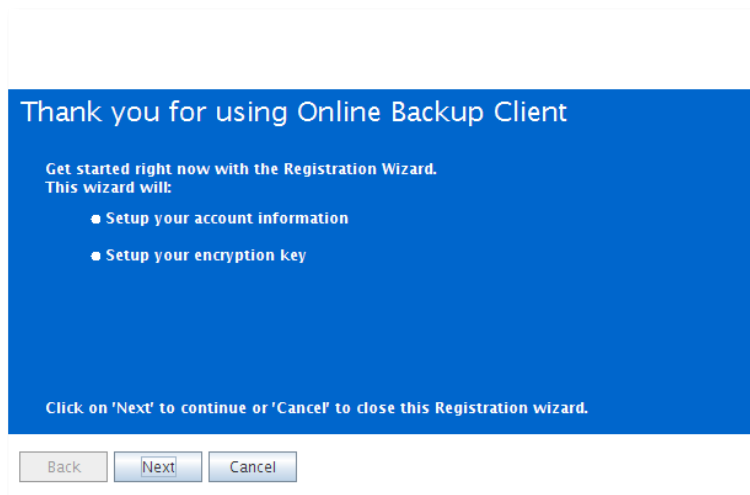 Thank you for using Online Backup Client
Get started right now with the Registration Wizard.
This wizard will:
Setup your account information
Setup your encryption key
Click on 'Next' to continue or 'Cancel' to close this Registration wizard.
Back Next Cancel